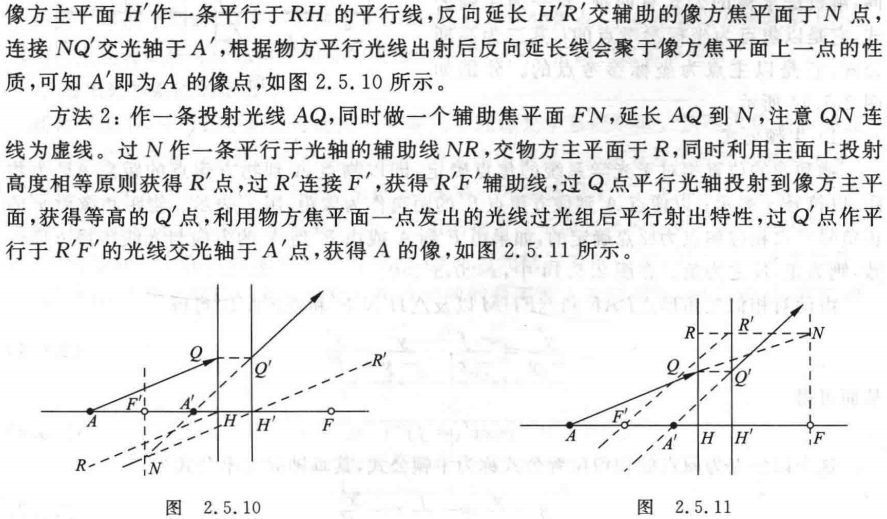 像方主平面 H′作一条平行于 RH 的平行线,反向延长 H′R′交辅助的像方焦平面于 N 点,
连接 NQ′交光轴于 A′,根据物方平行光线出射后反向延长线会聚于像方焦平面上一点的性
质,可知 A′即为 A 的像点,如图 2.5.10 所示。
方法 2: 作一条投射光线 AQ,同时做一个辅助焦平面 FN,延长 AQ 到 N,注意 QN 连
线为虚线。过 N 作一条平行于光轴的辅助线 NR,交物方主平面于 R,同时利用主面上投射
高度相等原则获得 R′点,过 R′连接 F′,获得 R′F′辅助线,过 Q 点平行光轴投射到像方主平
面,获得等高的 Q′点,利用物方焦平面一点发出的光线过光组后平行射出特性,过 Q′点作平
行于 R′F′的光线交光轴于 A′点,获得 A 的像,如图 2.5.11 所示。
Q
Q′
R′
F′
A′
A
H
H′
F
R
N
图 2.5.10
R
R′
N
Q
Q′
F′
A
A′
H
H′
F
图 2.5.11